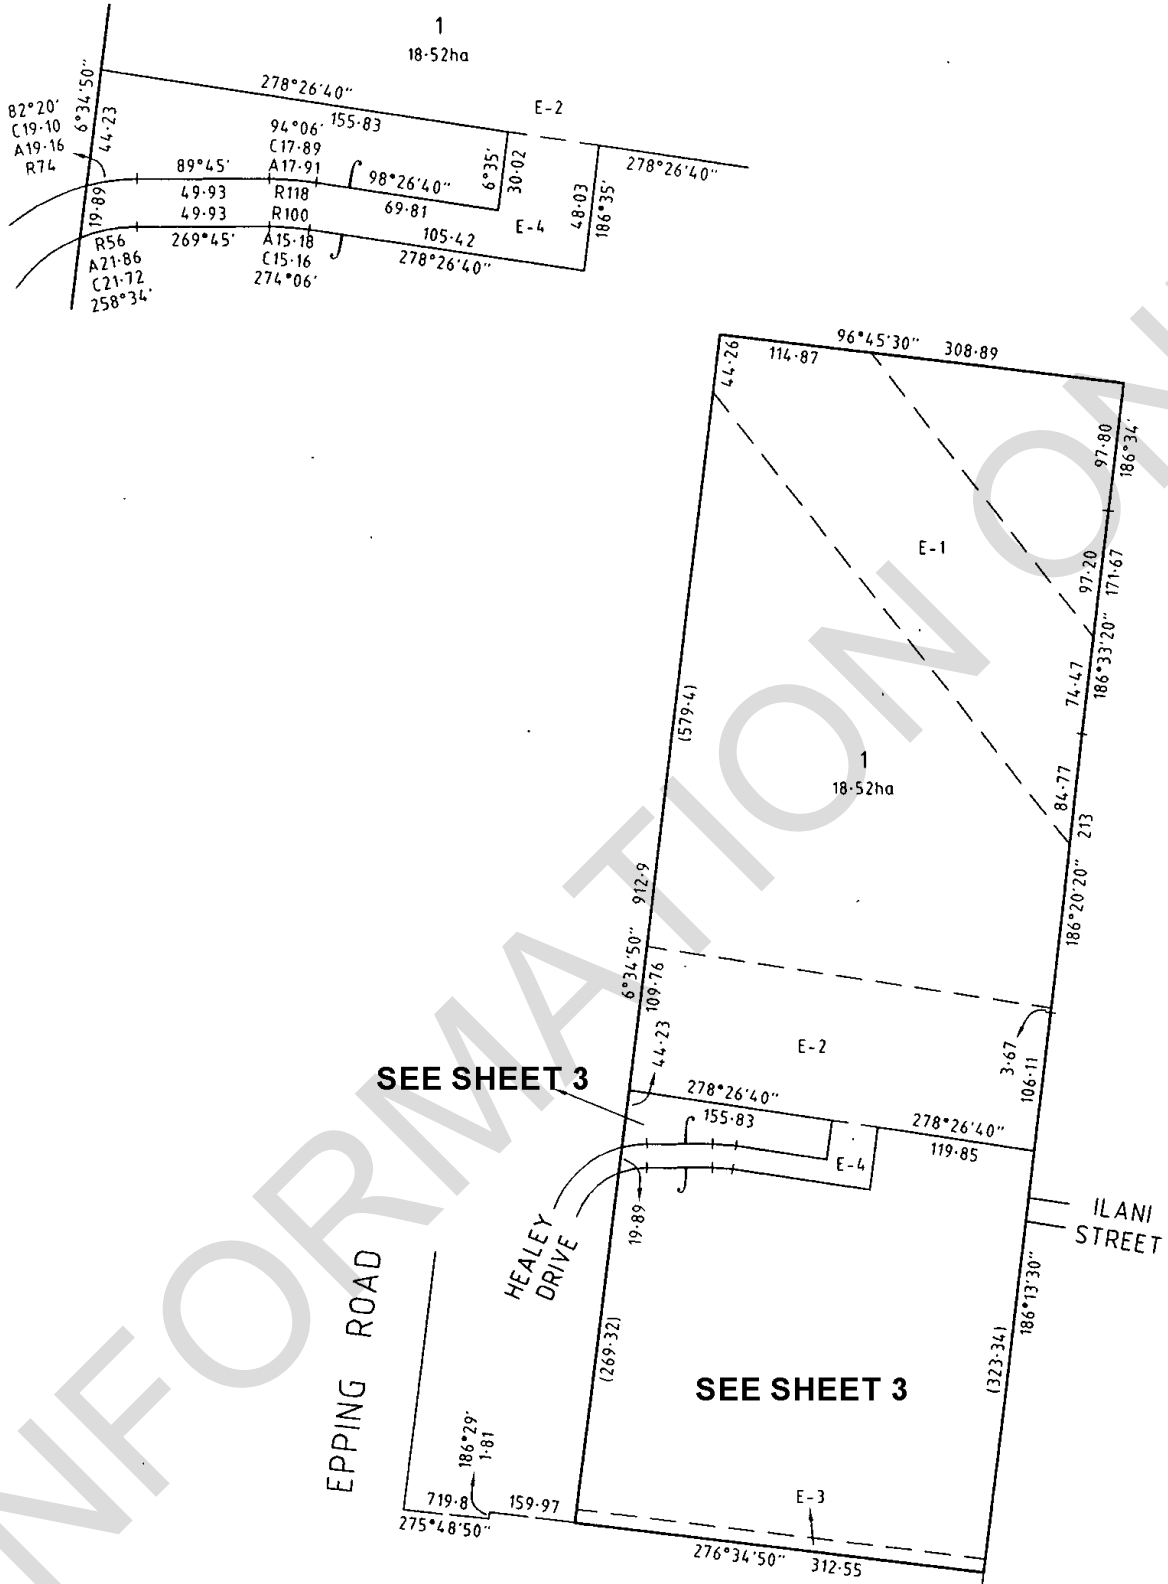 1
18·52ha
278°26'40"
155·83
E-2
6°34'50"
44·23
82°20'
C19·10
A19·16
R74
94°06'
C17·89
A17·91
89°45'
49·93
R118
98°26'40"
69·81
6°35'
30·02
278°26'40"
48·03
186°35'
19·89
49·93
R100
E-4
R56
A21·86
C21·72
258°34'
269°45'
A15·18
C15·16
274°06'
105·42
278°26'40"
96°45'30"
308·89
114·87
44·26
97·80
186°34'
E-1
97·20
171·67
186°33'20"
74·47
(579·4)
1
18·52ha
84·77
213
186°20'20"
912·9
6°34'50"
109·76
44·23
E-2
3·67
106·11
SEE SHEET 3
278°26'40"
155·83
278°26'40"
119·85
E-4
19·89
HEALEY
DRIVE
ILANI
STREET
186°13'30"
EPPING ROAD
(269·32)
(323·34)
SEE SHEET 3
186°29'
1·81
719·8
159·97
275°48'50"
E-3
276°34'50"
312·55
NFORMATION ON